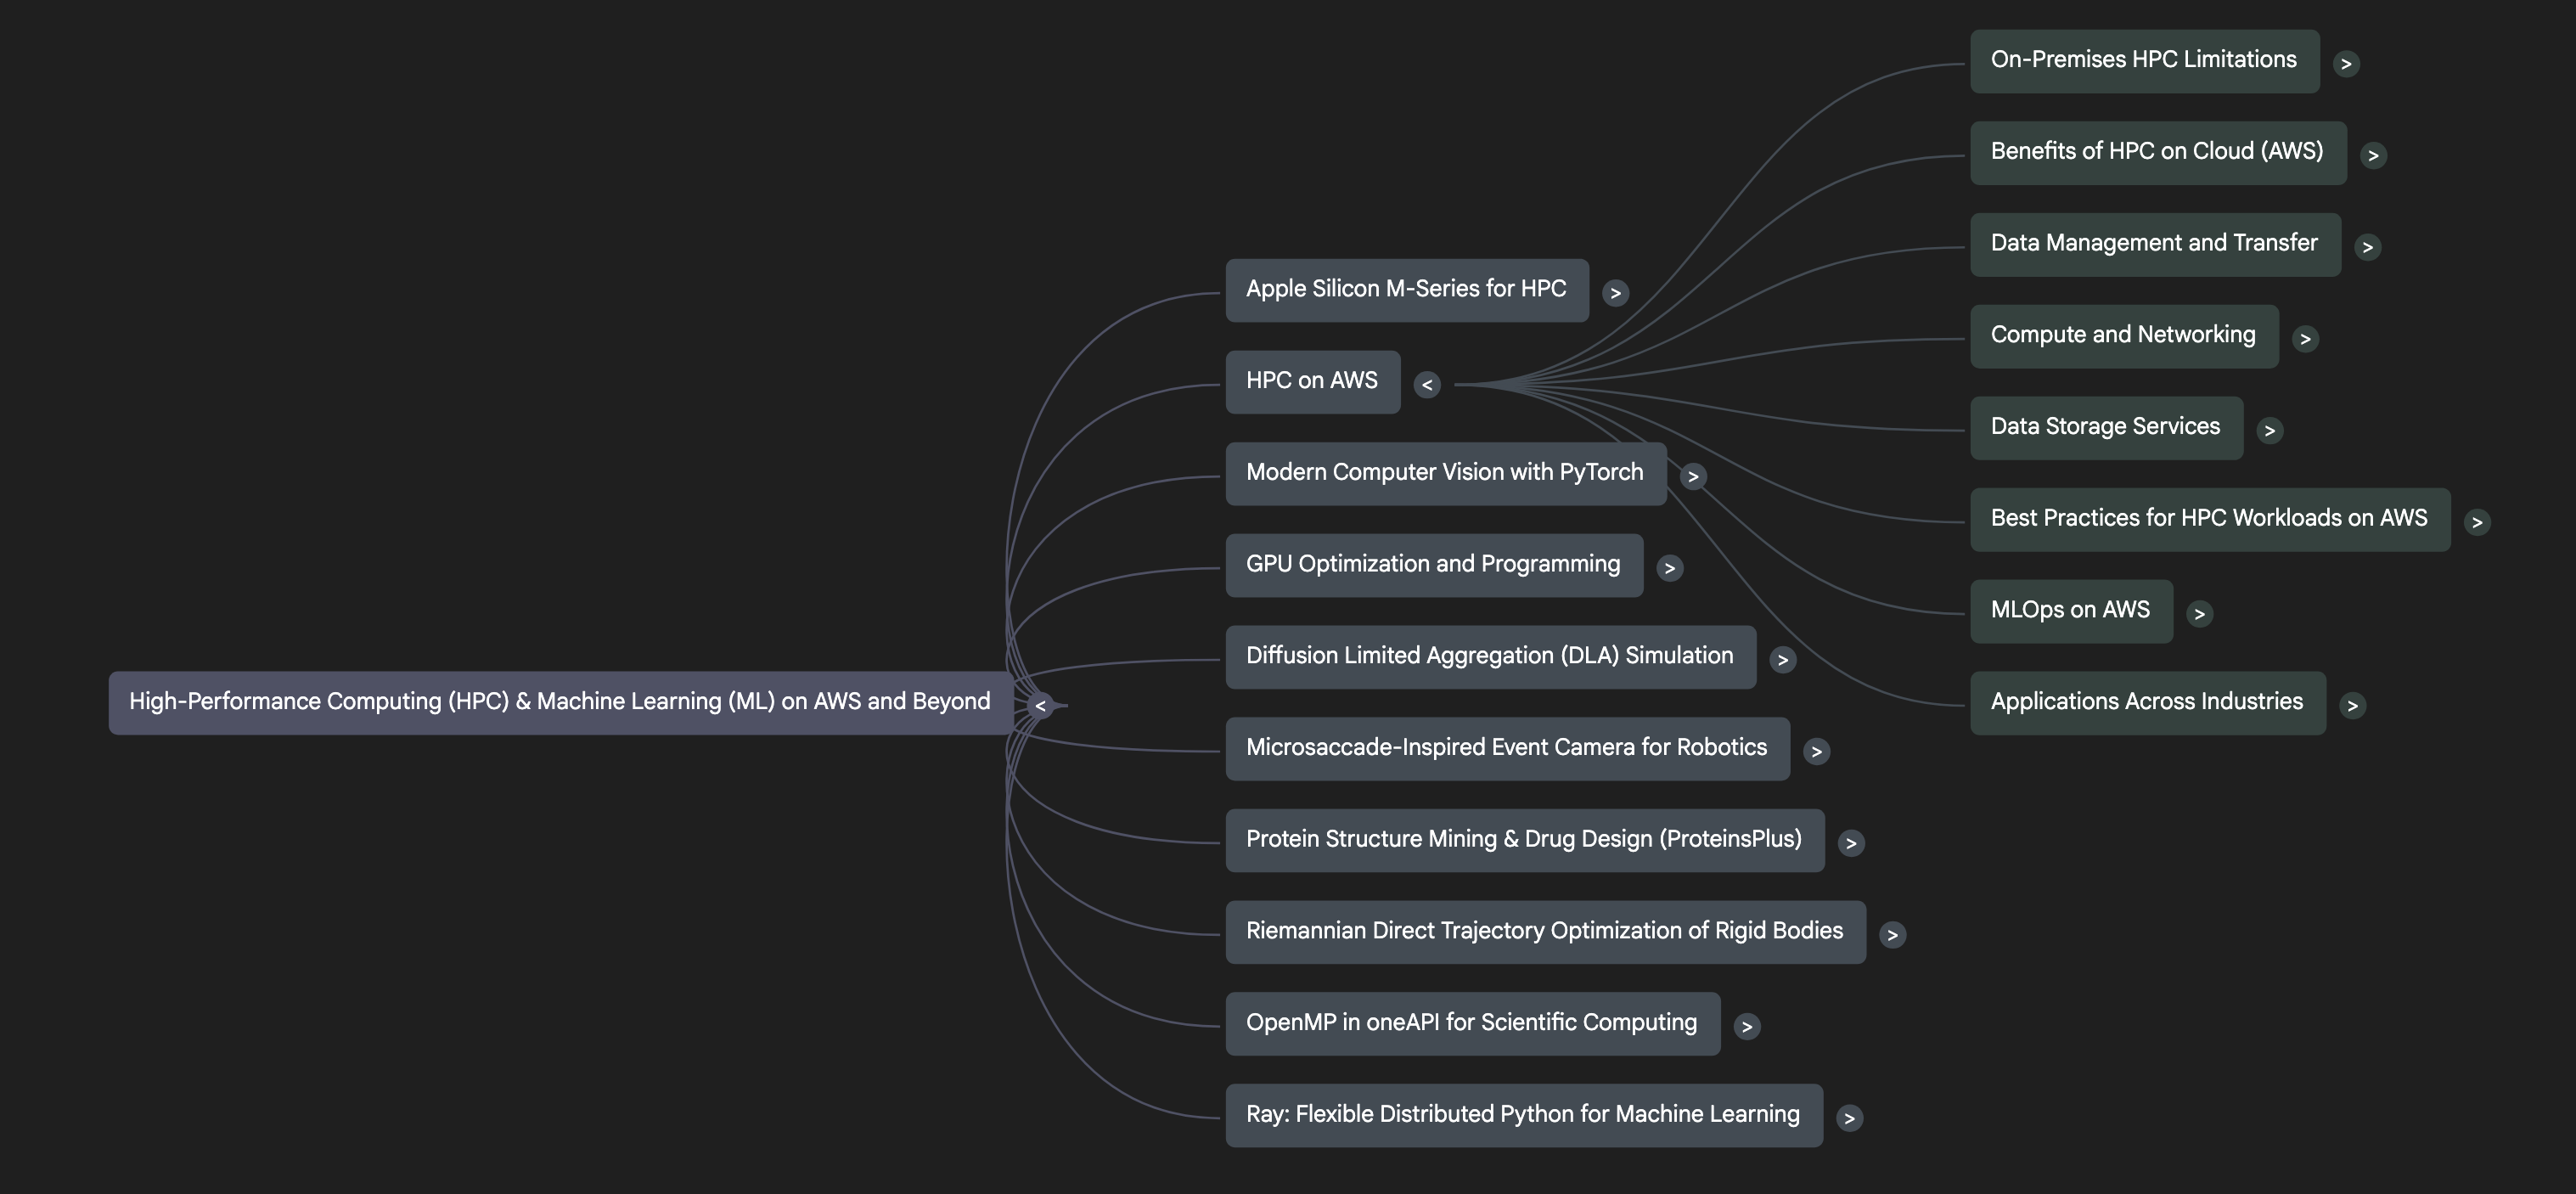 High-Performance Computing (HPC) & Machine Learning (ML) on AWS and Beyond
<
Apple Silicon M-Series for HPC
>
HPC on AWS
<
Modern Computer Vision with PyTorch
>
GPU Optimization and Programming
>
Diffusion Limited Aggregation (DLA) Simulation
>
Microsaccade-Inspired Event Camera for Robotics
>
Protein Structure Mining & Drug Design (ProteinsPlus)
>
Riemannian Direct Trajectory Optimization of Rigid Bodies
>
OpenMP in oneAPI for Scientific Computing
>
Ray: Flexible Distributed Python for Machine Learning
>
On-Premises HPC Limitations
>
Benefits of HPC on Cloud (AWS)
>
Data Management and Transfer
>
Compute and Networking
>
Data Storage Services
>
Best Practices for HPC Workloads on AWS
>
MLOps on AWS
>
Applications Across Industries
>